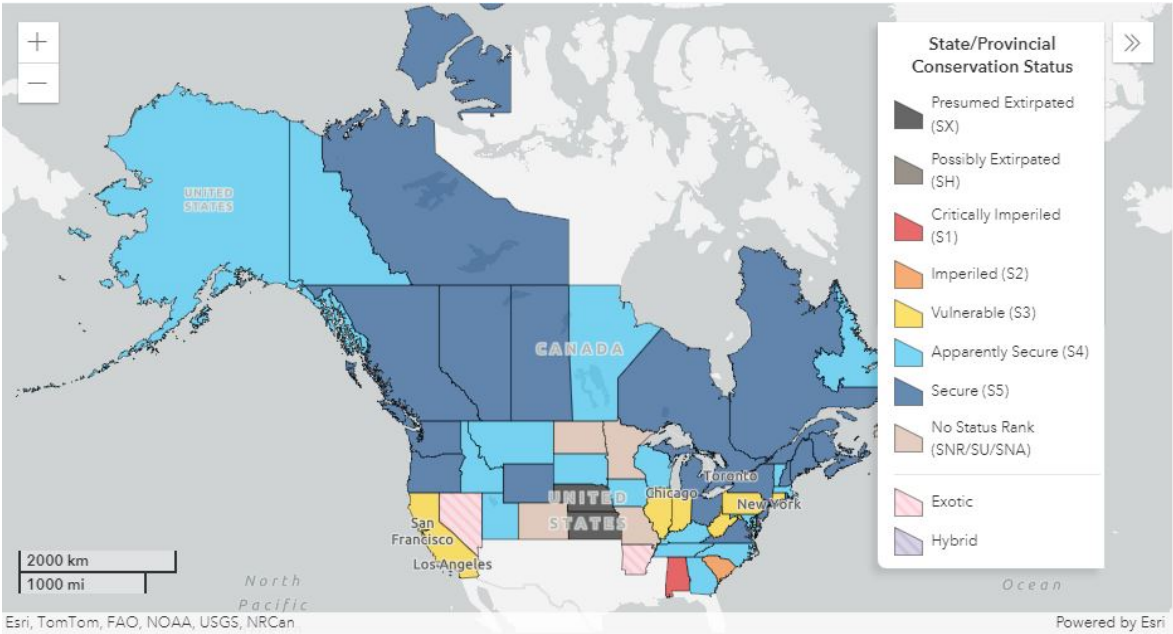 +
−
State/Provincial
Conservation Status
Presumed Extirpated
(SX)
Possibly Extirpated
(SH)
Critically Imperiled
(S1)
Imperiled (S2)
Vulnerable (S3)
Apparently Secure (S4)
Secure (S5)
No Status Rank
(SNR/SU/SNA)
Exotic
Hybrid
UNITED
STATES
CANADA
Toronto
Chicago
UNITED
STATES
New York
San
Francisco
Los Angeles
2000 km
1000 mi
North
Pacific
Ocean
Esri, TomTom, FAO, NOAA, USGS, NRCan
Powered by Esri